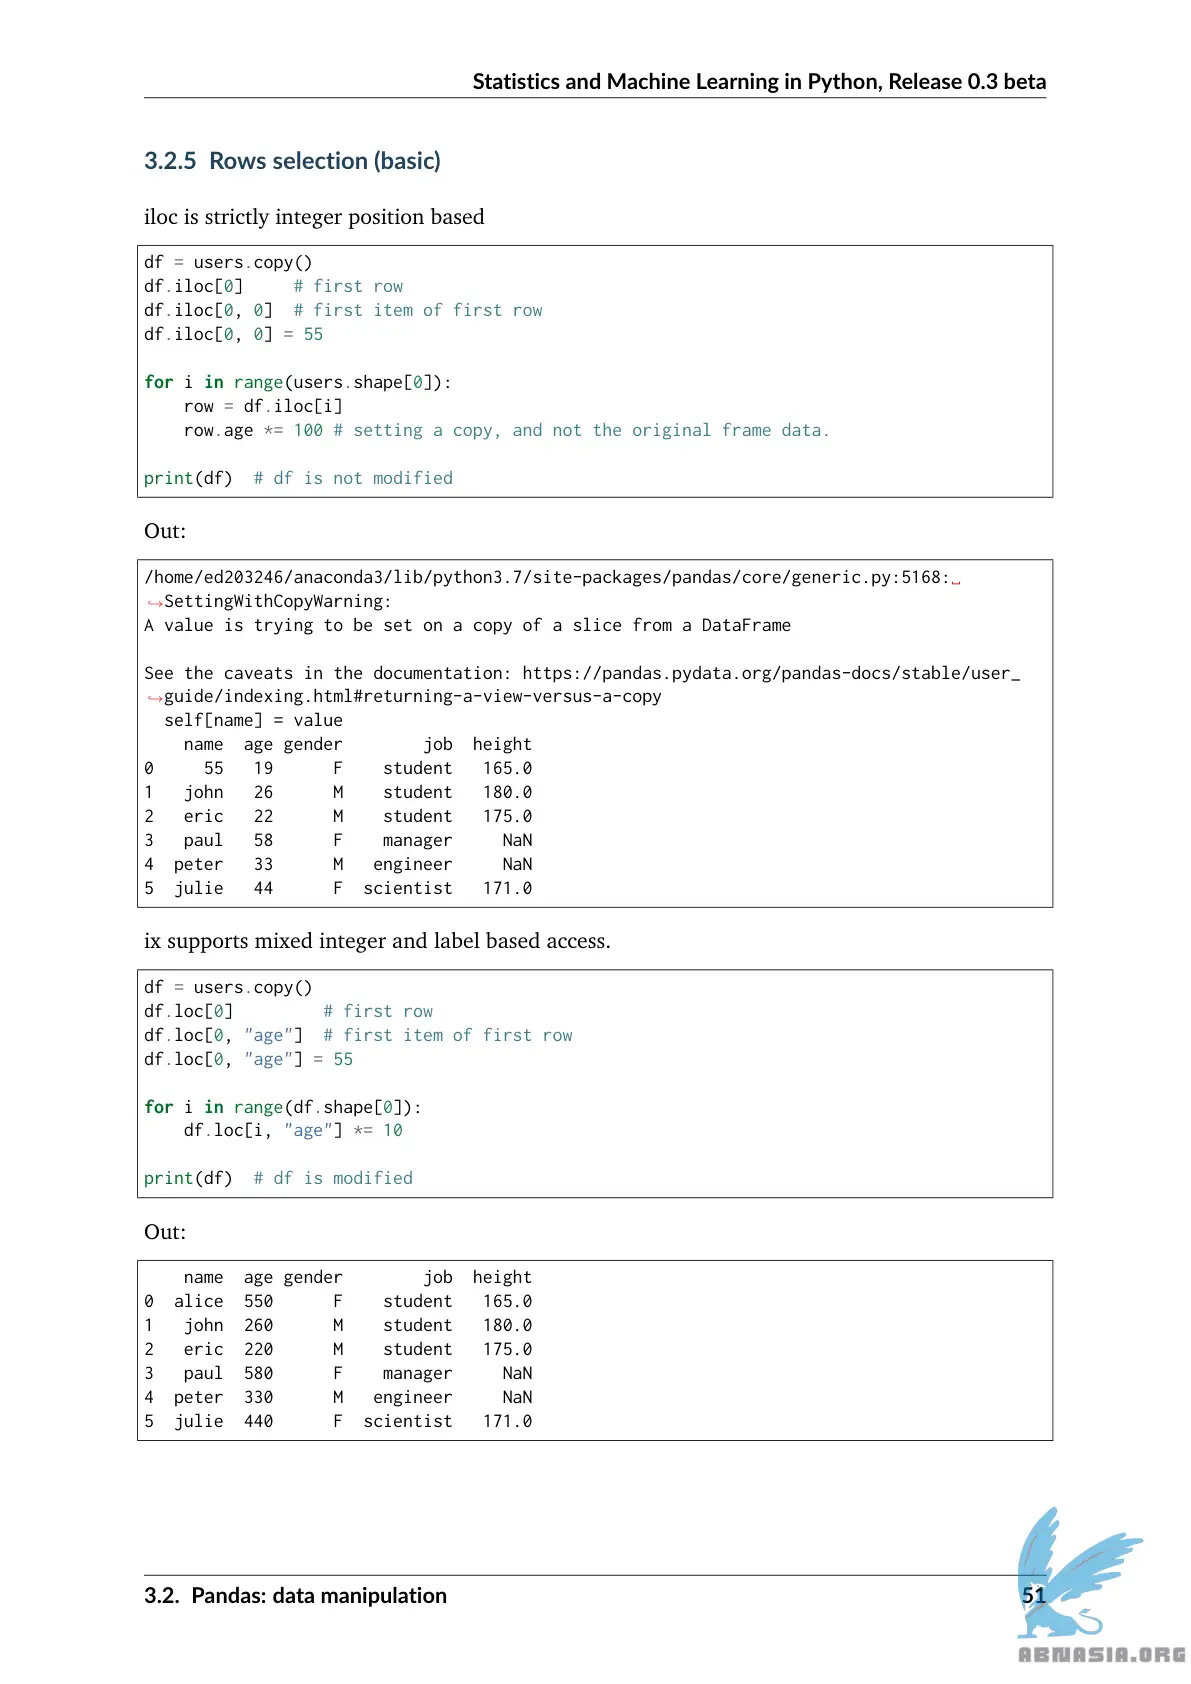 Statistics and Machine Learning in Python, Release 0.3 beta
3.2.5 Rows selection (basic)
iloc is strictly integer position based
df = users.copy()
df.iloc[0]     # first row
df.iloc[0, 0]  # first item of first row
df.iloc[0, 0] = 55
for i in range(users.shape[0]):
    row = df.iloc[i]
    row.age *= 100 # setting a copy, and not the original frame data.
print(df)  # df is not modified
Out:
/home/ed203246/anaconda3/lib/python3.7/site-packages/pandas/core/generic.py:5168:␣
↪SettingWithCopyWarning:
A value is trying to be set on a copy of a slice from a DataFrame
See the caveats in the documentation: https://pandas.pydata.org/pandas-docs/stable/user_
↪guide/indexing.html#returning-a-view-versus-a-copy
  self[name] = value
    name  age gender        job  height
0     55   19      F    student   165.0
1   john   26      M    student   180.0
2   eric   22      M    student   175.0
3   paul   58      F    manager     NaN
4  peter   33      M   engineer     NaN
5  julie   44      F  scientist   171.0
ix supports mixed integer and label based access.
df = users.copy()
df.loc[0]         # first row
df.loc[0, "age"]  # first item of first row
df.loc[0, "age"] = 55
for i in range(df.shape[0]):
    df.loc[i, "age"] *= 10
print(df)  # df is modified
Out:
    name  age gender        job  height
0  alice  550      F    student   165.0
1   john  260      M    student   180.0
2   eric  220      M    student   175.0
3   paul  580      F    manager     NaN
4  peter  330      M   engineer     NaN
5  julie  440      F  scientist   171.0
3.2. Pandas: data manipulation 51
ABNASIA.ORG